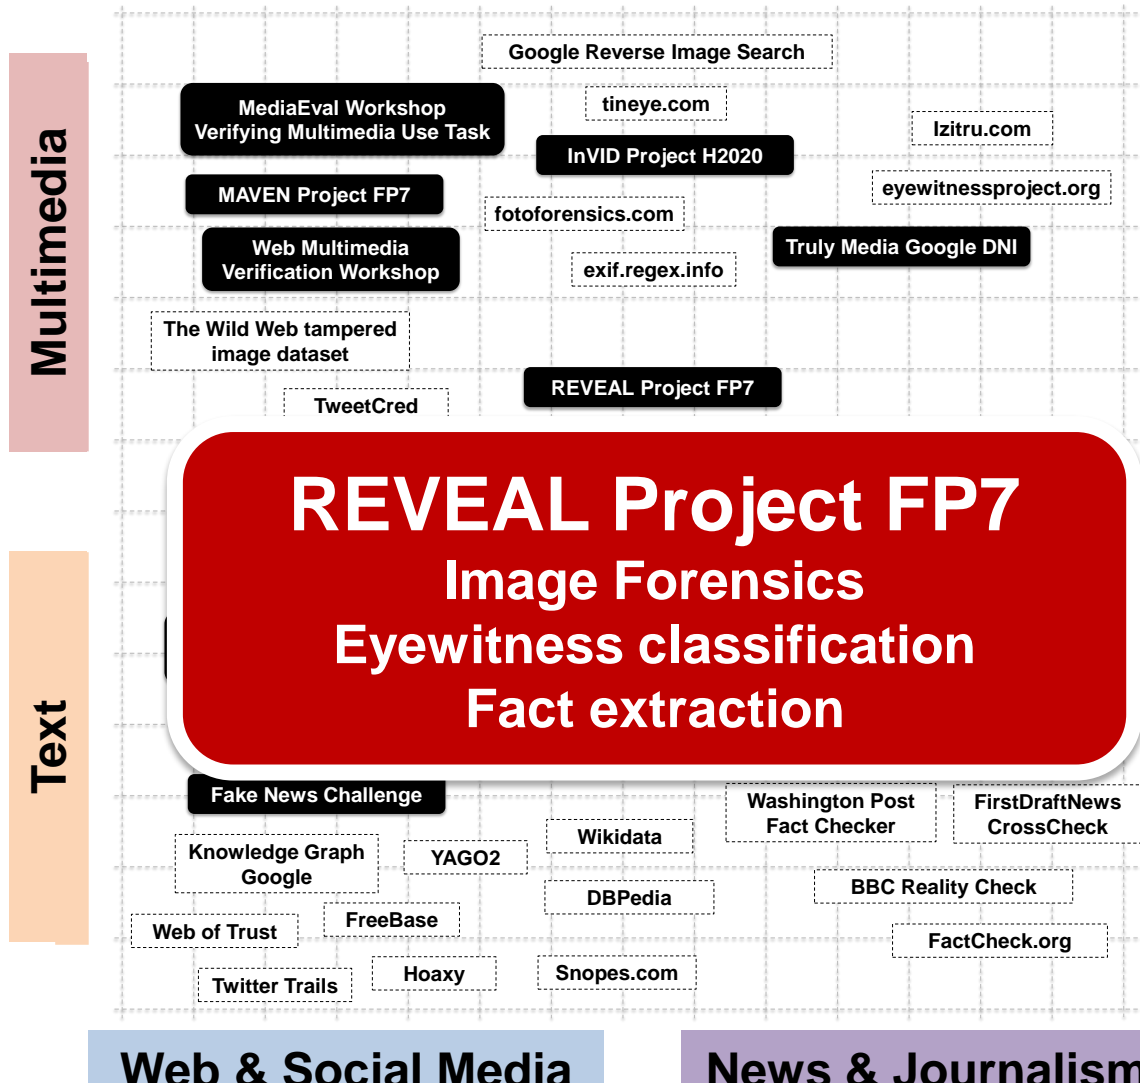 Google Reverse Image Search
MediaEval Workshop
Verifying Multimedia Use Task
tineye.com
Izitru.com
InVID Project H2020
MAVEN Project FP7
eyewitnessproject.org
fotoforensics.com
Web Multimedia
Verification Workshop
Truly Media Google DNI
exif.regex.info
The Wild Web tampered
image dataset
REVEAL Project FP7
TweetCred
Multimedia
REVEAL Project FP7
Image Forensics
Eyewitness classification
Fact extraction
Text
Fake News Challenge
Washington Post
Fact Checker
FirstDraftNews
CrossCheck
Wikidata
Knowledge Graph
Google
YAGO2
BBC Reality Check
DBPedia
FreeBase
Web of Trust
FactCheck.org
Hoaxy
Snopes.com
Twitter Trails
Web & Social Media
News & Journalism